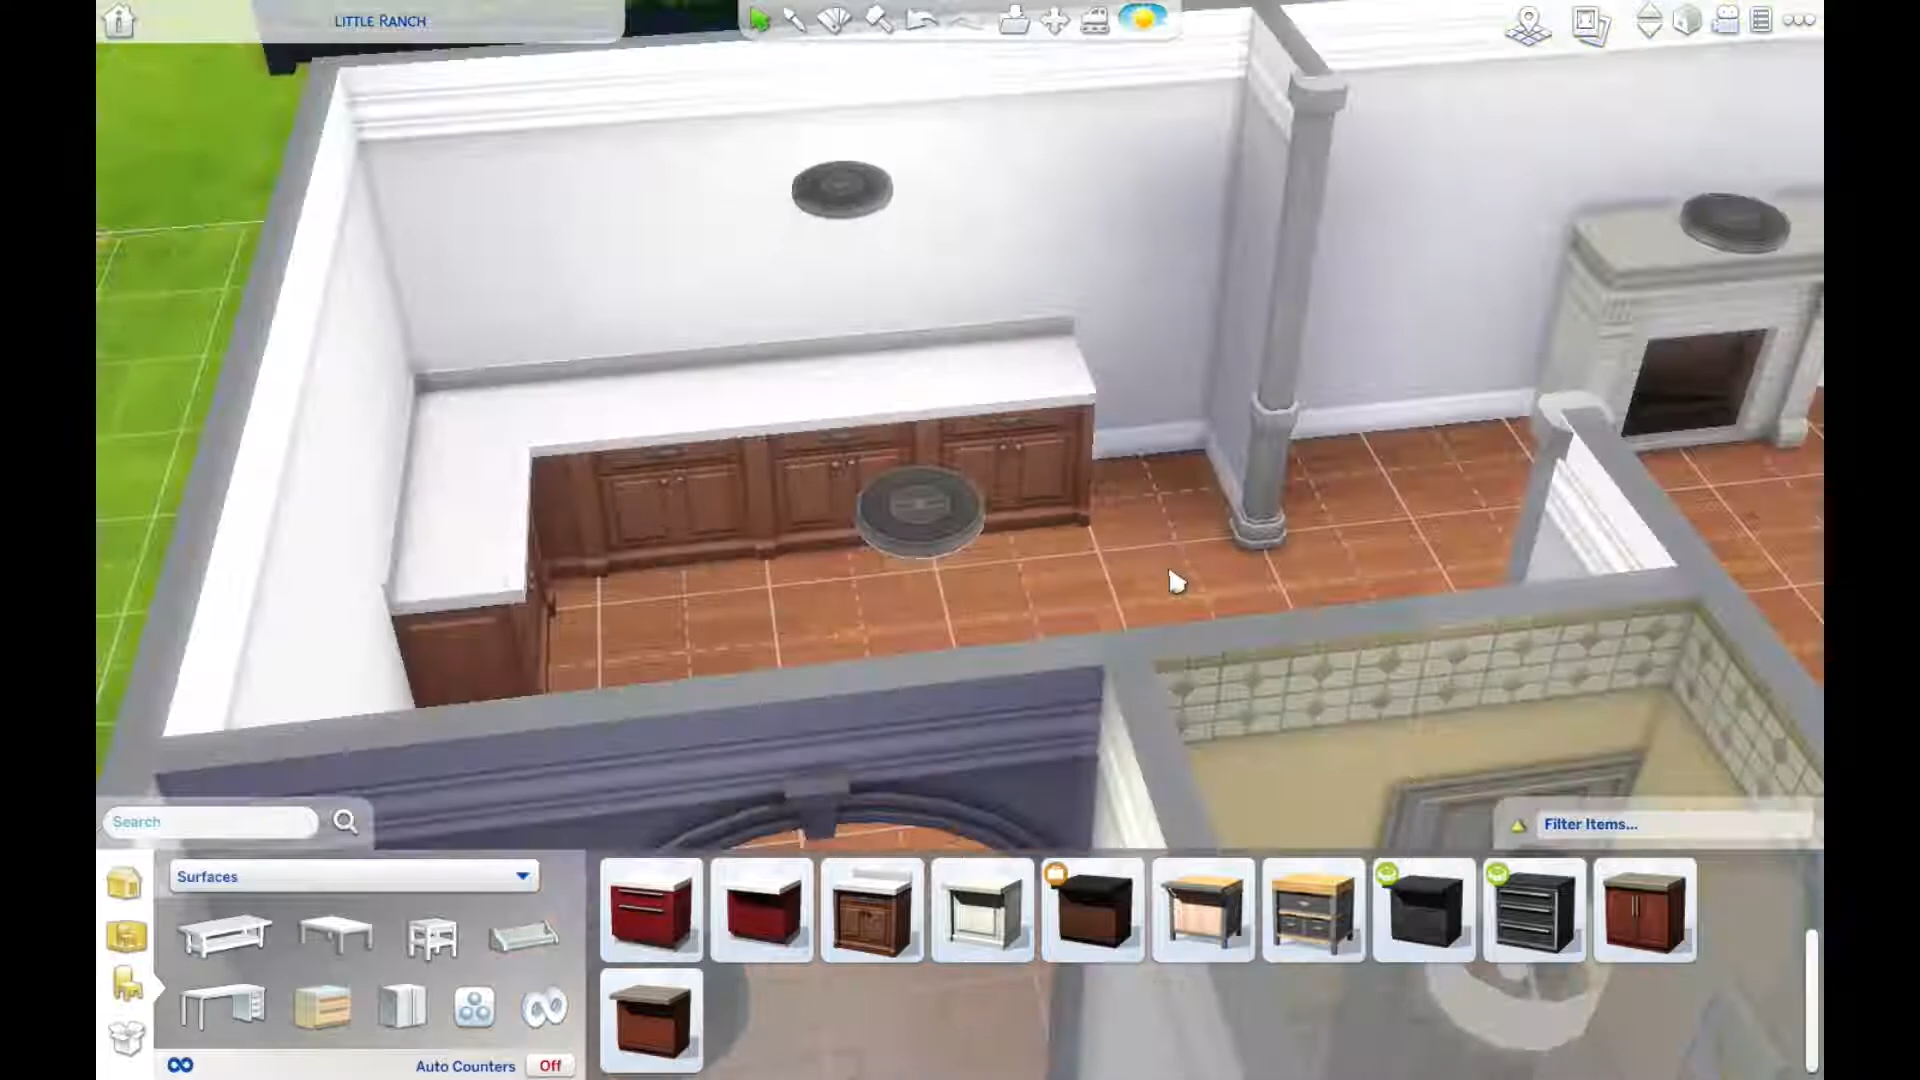 LITTLE RANCH
Search
Filter Items...
Surfaces
Auto Counters Off